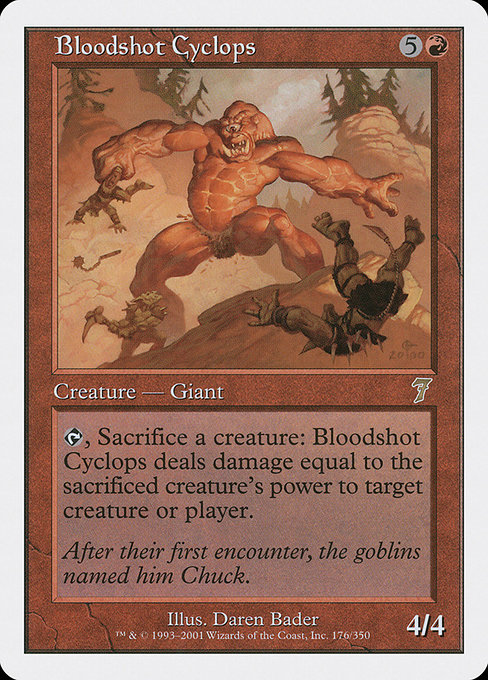 Bloodshot Cyclops 5
Creature — Giant 7
, Sacrifice a creature: Bloodshot
Cyclops deals damage equal to the
sacrificed creature's power to target
creature or player.
After their first encounter, the goblins
named him Chuck.
Illus. Daren Bader
™ & © 1993–2001 Wizards of the Coast, Inc. 176/350
4/4